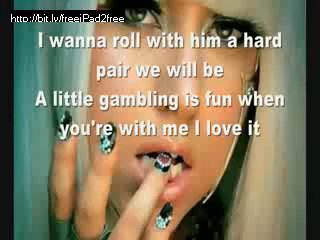 http://bit.lv/freeiPad2free
I wanna roll with him a hard
pair we will be
A little gambling is fun when
you're with me I love it